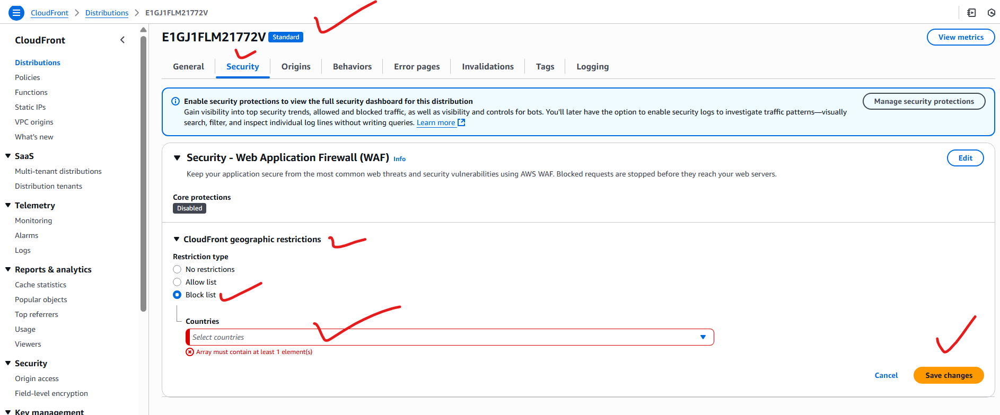 CloudFront > Distributions > E1GJ1FLM21772V
CloudFront
Distributions
Policies
Functions
Static IPs
VPC origins
What's new
SaaS
Multi-tenant distributions
Distribution tenants
Telemetry
Monitoring
Alarms
Logs
Reports & analytics
Cache statistics
Popular objects
Top referrers
Usage
Viewers
Security
Origin access
Field-level encryption
Key management
E1GJ1FLM21772V Standard
View metrics
General Security Origins Behaviors Error pages Invalidations Tags Logging
Enable security protections to view the full security dashboard for this distribution
Gain visibility into top security trends, allowed and blocked traffic, as well as visibility and controls for bots. You'll later have the option to enable security logs to investigate traffic patterns—visually
search, filter, and inspect individual log lines without writing queries. Learn more
Manage security protections
Security - Web Application Firewall (WAF) Info
Edit
Keep your application secure from the most common web threats and security vulnerabilities using AWS WAF. Blocked requests are stopped before they reach your web servers.
Core protections
Disabled
CloudFront geographic restrictions
Restriction type
No restrictions
Allow list
Block list
Countries
Select countries
Array must contain at least 1 element(s)
Cancel Save changes